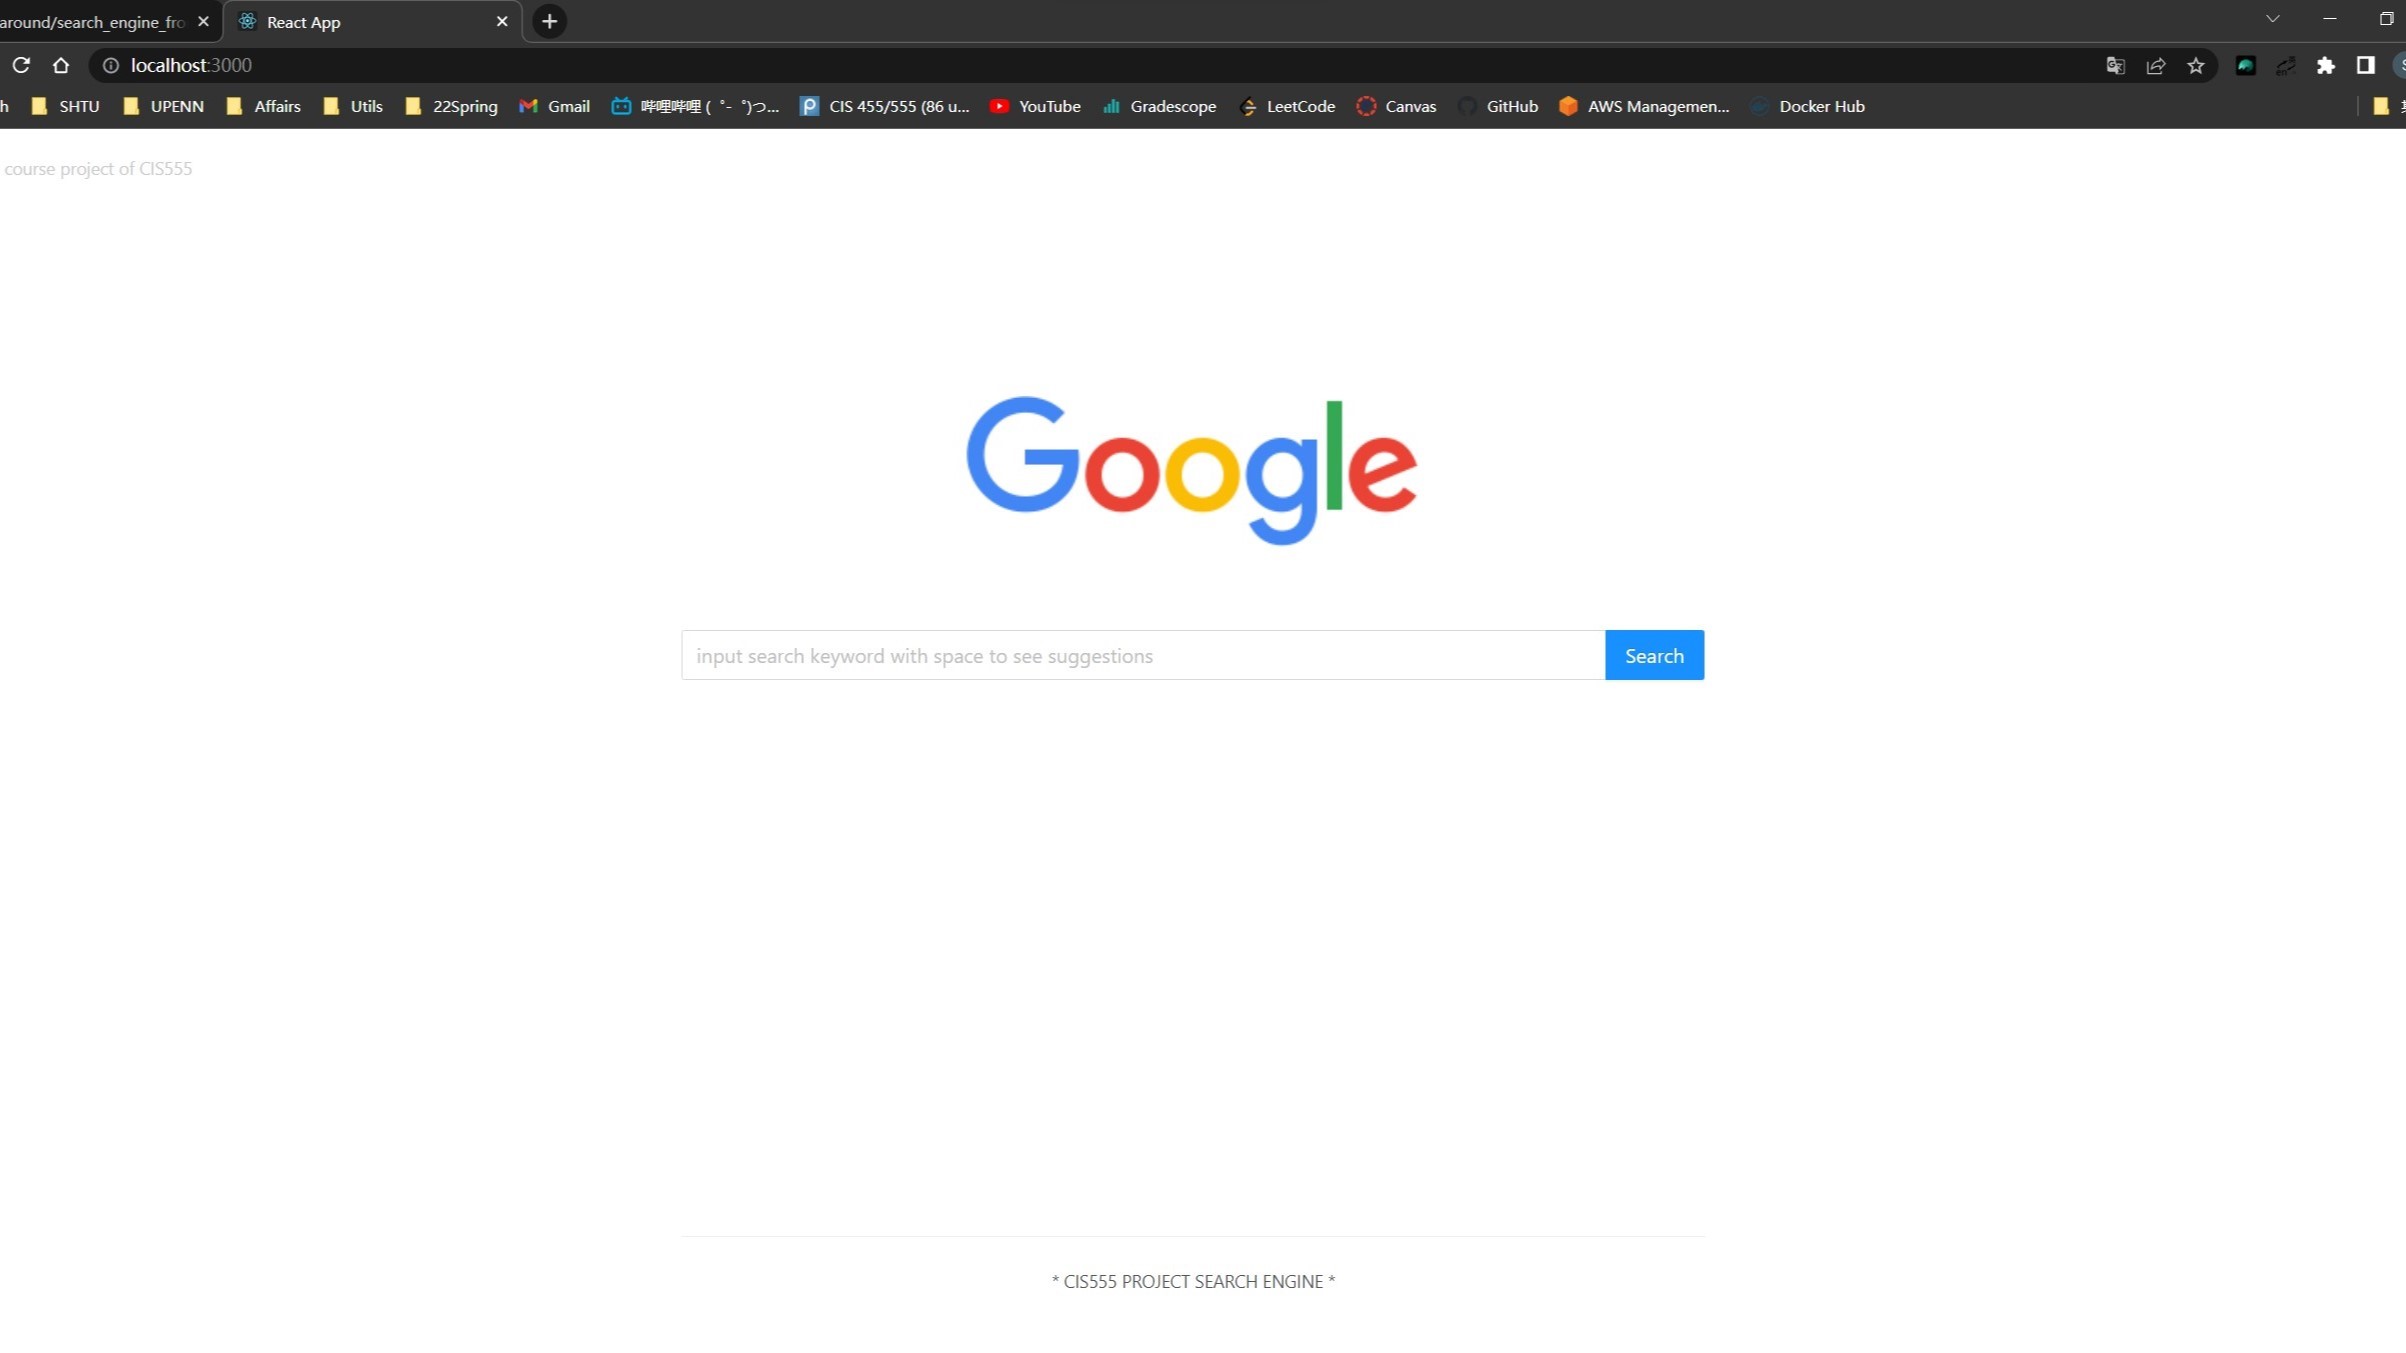 around/search_engine_fro
React App
localhost:3000
h SHTU UPENN Affairs Utils 22Spring Gmail 哔哩哔哩 ( ゜- ゜)つ... CIS 455/555 (86 u... YouTube Gradescope LeetCode Canvas GitHub AWS Managemen... Docker Hub
course project of CIS555
Google
input search keyword with space to see suggestions
Search
* CIS555 PROJECT SEARCH ENGINE *